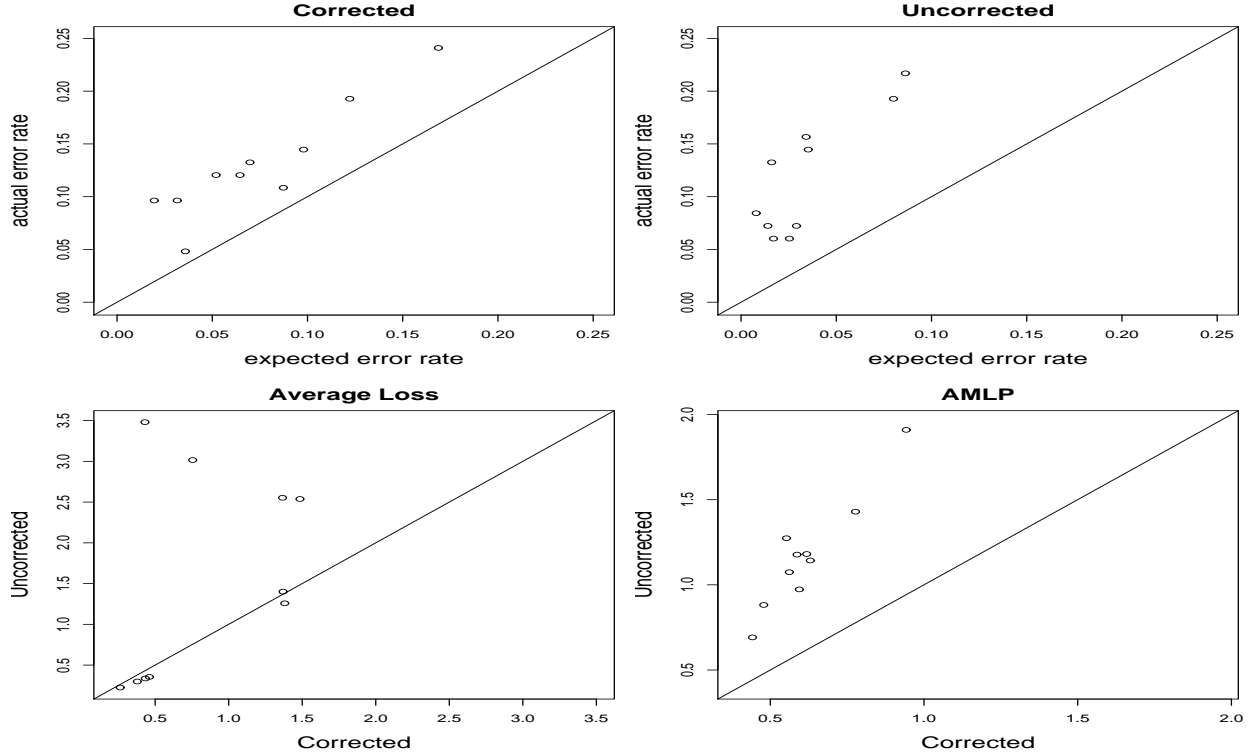 Corrected
actual error rate
0.25
0.20
0.15
0.10
0.05
0.00
0.00 0.05 0.10 0.15 0.20 0.25
expected error rate
Uncorrected
actual error rate
0.25
0.20
0.15
0.10
0.05
0.00
0.00 0.05 0.10 0.15 0.20 0.25
expected error rate
Average Loss
Uncorrected
3.5
3.0
2.5
2.0
1.5
1.0
0.5
0.5 1.0 1.5 2.0 2.5 3.0 3.5
Corrected
AMLP
Uncorrected
2.0
1.5
1.0
0.5
0.5 1.0 1.5 2.0
Corrected